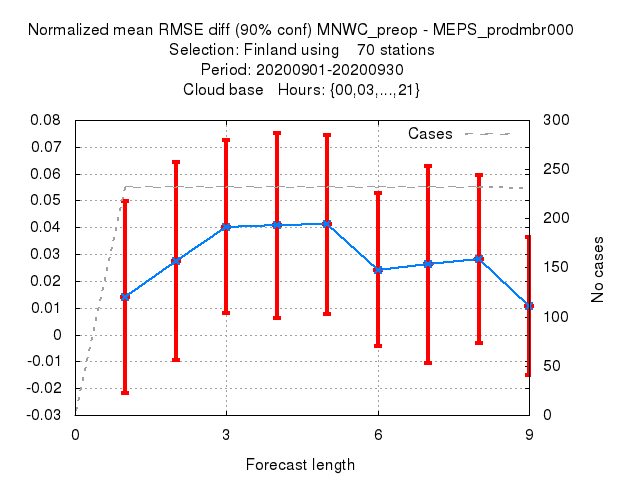 Normalized mean RMSE diff (90% conf) MNWC_preop - MEPS_prodmbr000
Selection: Finland using    70 stations
Period: 20200901-20200930
Cloud base   Hours: {00,03,...,21}
Cases
0.08
0.07
0.06
0.05
0.04
0.03
0.02
0.01
0
-0.01
-0.02
-0.03
300
250
200
150
100
50
0
No cases
0 3 6 9
Forecast length